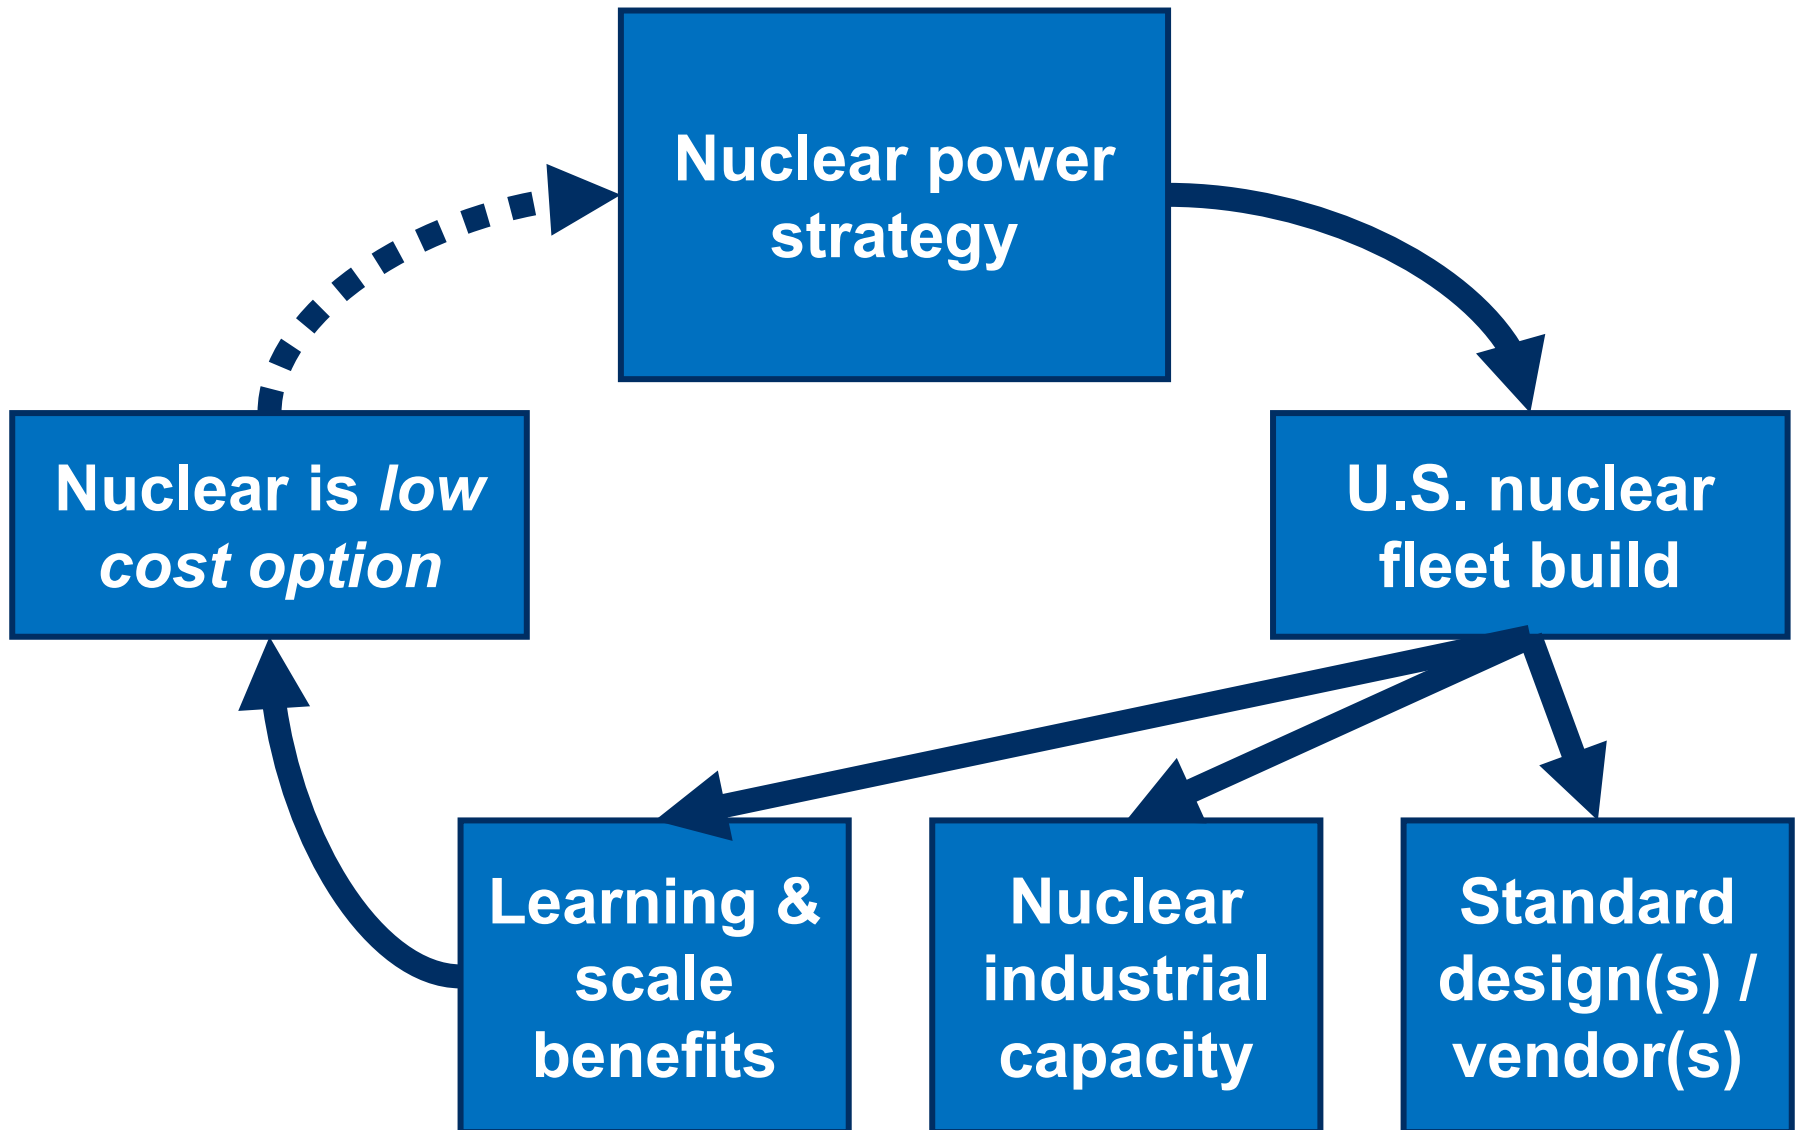 Nuclear power
strategy
Nuclear is low
cost option
U.S. nuclear
fleet build
Learning &
scale
benefits
Nuclear
industrial
capacity
Standard
design(s) /
vendor(s)